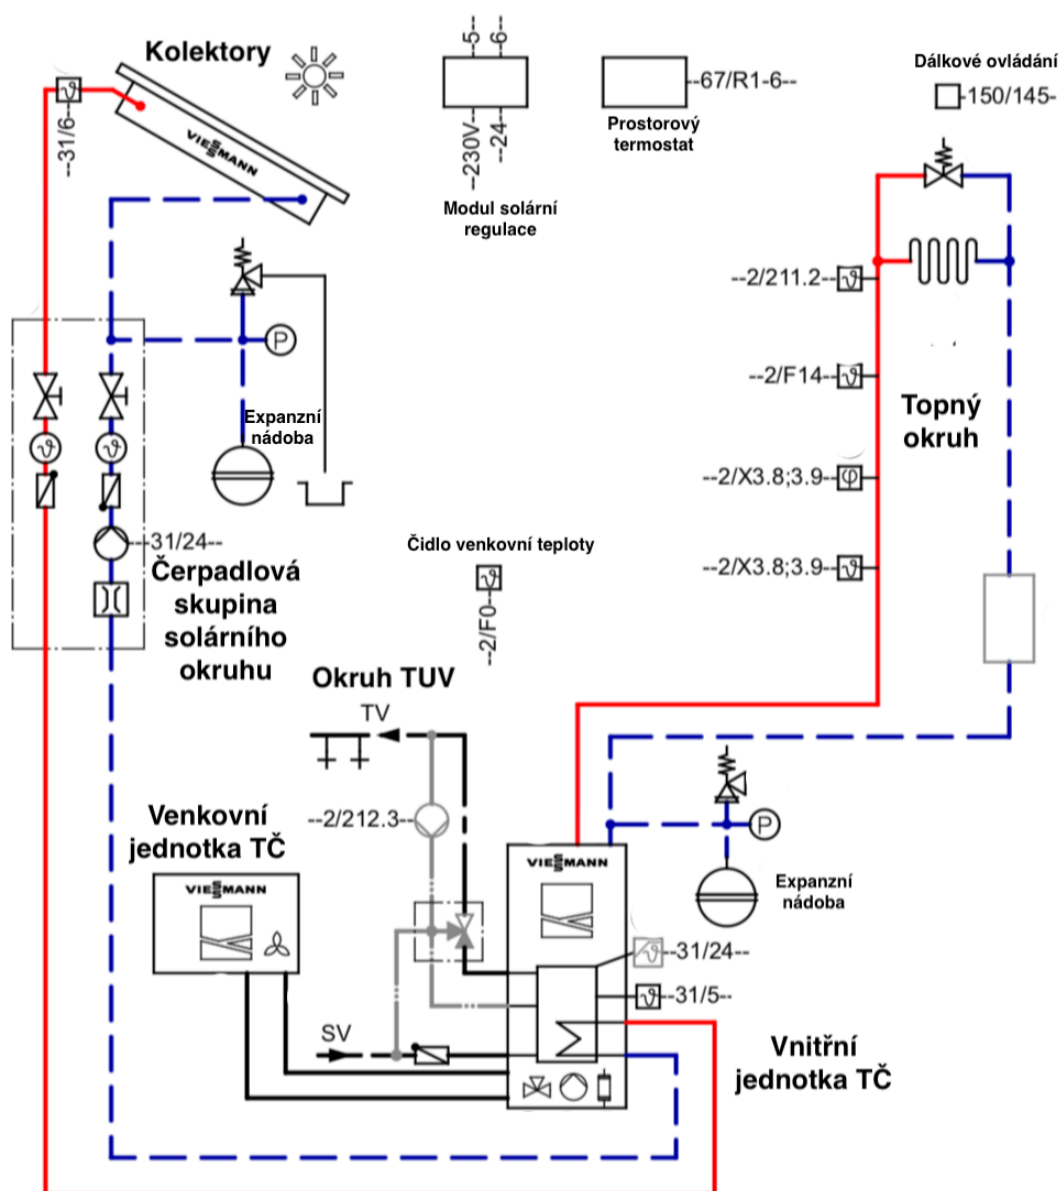 Kolektory
--5--
--6--
--230V--
--24--
Modul solární
regulace
--67/R1-6--
Prostorový
termostat
Dálkové ovládání
-150/145-
--31/6--
VIESSMANN
--2/211.2--
--2/F14--
--2/X3.8;3.9--
--2/X3.8;3.9--
Topný
okruh
P
Expanzní
nádoba
--31/24--
Čerpadlová
skupina
solárního
okruhu
Čidlo venkovní teploty
--2/F0--
Okruh TUV
TV
--2/212.3--
Venkovní
jednotka TČ
VIESSMANN
VIESSMANN
P
Expanzní
nádoba
--31/24--
--31/5--
SV
Vnitřní
jednotka TČ